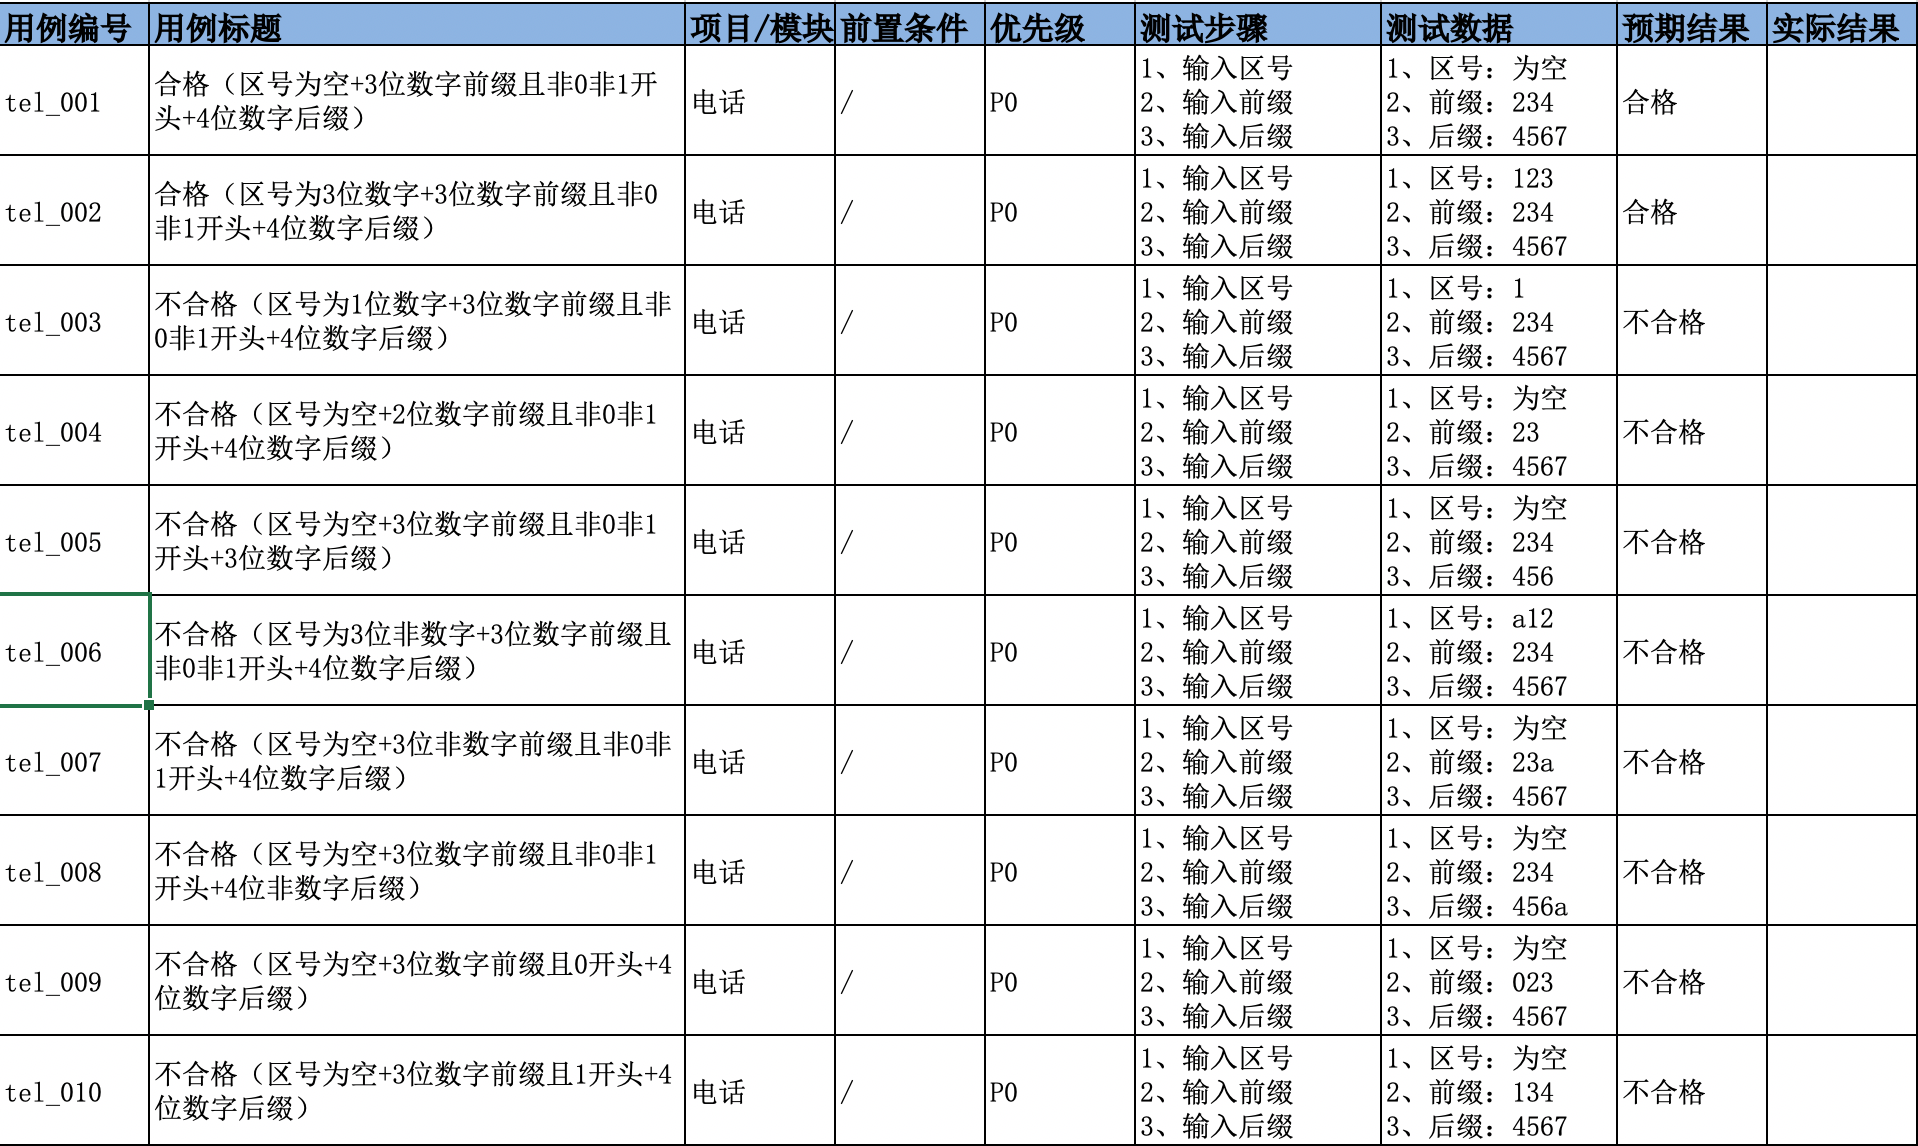 用例编号 用例标题 项目/模块 前置条件 优先级 测试步骤 测试数据 预期结果 实际结果
tel_001 合格（区号为空+3位数字前缀且非0非1开
头+4位数字后缀） 电话 / P0 1、输入区号
2、输入前缀
3、输入后缀 1、区号：为空
2、前缀：234
3、后缀：4567 合格
tel_002 合格（区号为3位数字+3位数字前缀且非0
非1开头+4位数字后缀） 电话 / P0 1、输入区号
2、输入前缀
3、输入后缀 1、区号：123
2、前缀：234
3、后缀：4567 合格
tel_003 不合格（区号为1位数字+3位数字前缀且非
0非1开头+4位数字后缀） 电话 / P0 1、输入区号
2、输入前缀
3、输入后缀 1、区号：1
2、前缀：234
3、后缀：4567 不合格
tel_004 不合格（区号为空+2位数字前缀且非0非1
开头+4位数字后缀） 电话 / P0 1、输入区号
2、输入前缀
3、输入后缀 1、区号：为空
2、前缀：23
3、后缀：4567 不合格
tel_005 不合格（区号为空+3位数字前缀且非0非1
开头+3位数字后缀） 电话 / P0 1、输入区号
2、输入前缀
3、输入后缀 1、区号：为空
2、前缀：234
3、后缀：456 不合格
tel_006 不合格（区号为3位非数字+3位数字前缀且
非0非1开头+4位数字后缀） 电话 / P0 1、输入区号
2、输入前缀
3、输入后缀 1、区号：a12
2、前缀：234
3、后缀：4567 不合格
tel_007 不合格（区号为空+3位非数字前缀且非0非
1开头+4位数字后缀） 电话 / P0 1、输入区号
2、输入前缀
3、输入后缀 1、区号：为空
2、前缀：23a
3、后缀：4567 不合格
tel_008 不合格（区号为空+3位数字前缀且非0非1
开头+4位非数字后缀） 电话 / P0 1、输入区号
2、输入前缀
3、输入后缀 1、区号：为空
2、前缀：234
3、后缀：456a 不合格
tel_009 不合格（区号为空+3位数字前缀且0开头+4
位数字后缀） 电话 / P0 1、输入区号
2、输入前缀
3、输入后缀 1、区号：为空
2、前缀：023
3、后缀：4567 不合格
tel_010 不合格（区号为空+3位数字前缀且1开头+4
位数字后缀） 电话 / P0 1、输入区号
2、输入前缀
3、输入后缀 1、区号：为空
2、前缀：134
3、后缀：4567 不合格